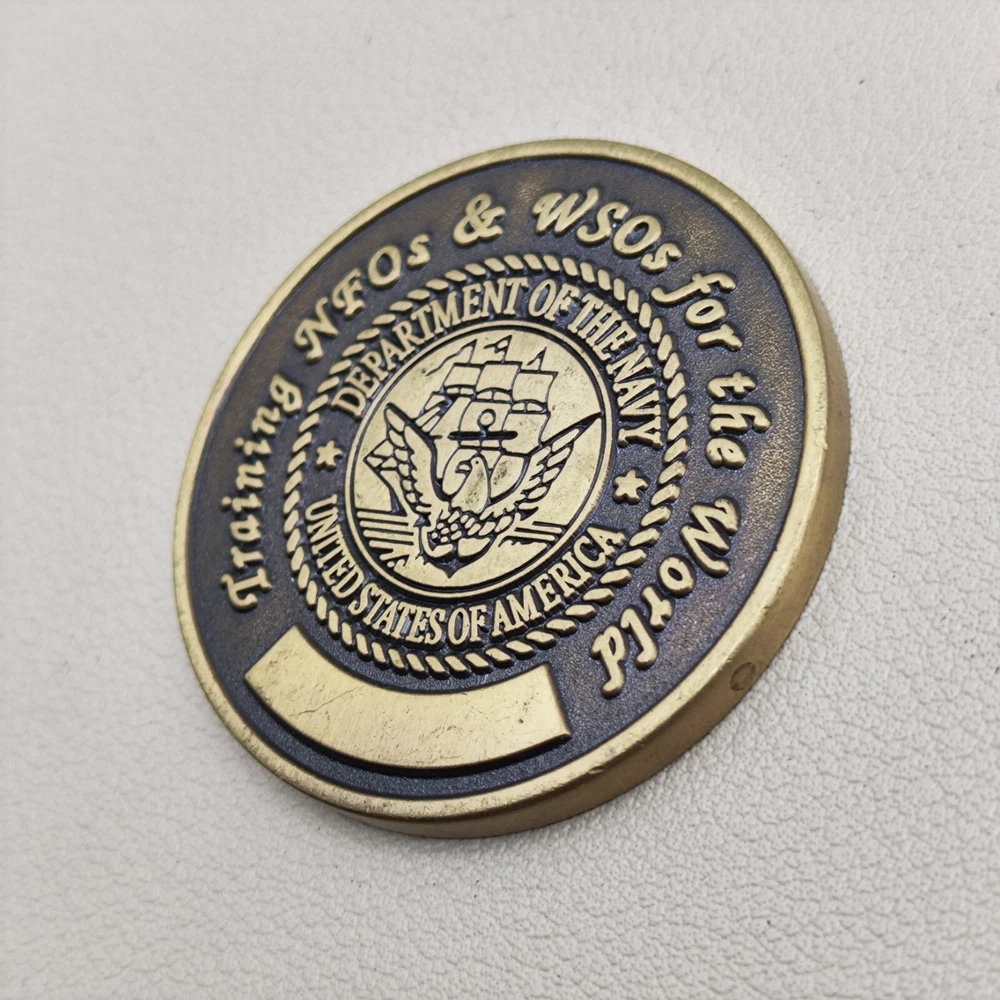 Training NFOs & WSOs for the World
DEPARTMENT OF THE NAVY
UNITED STATES OF AMERICA